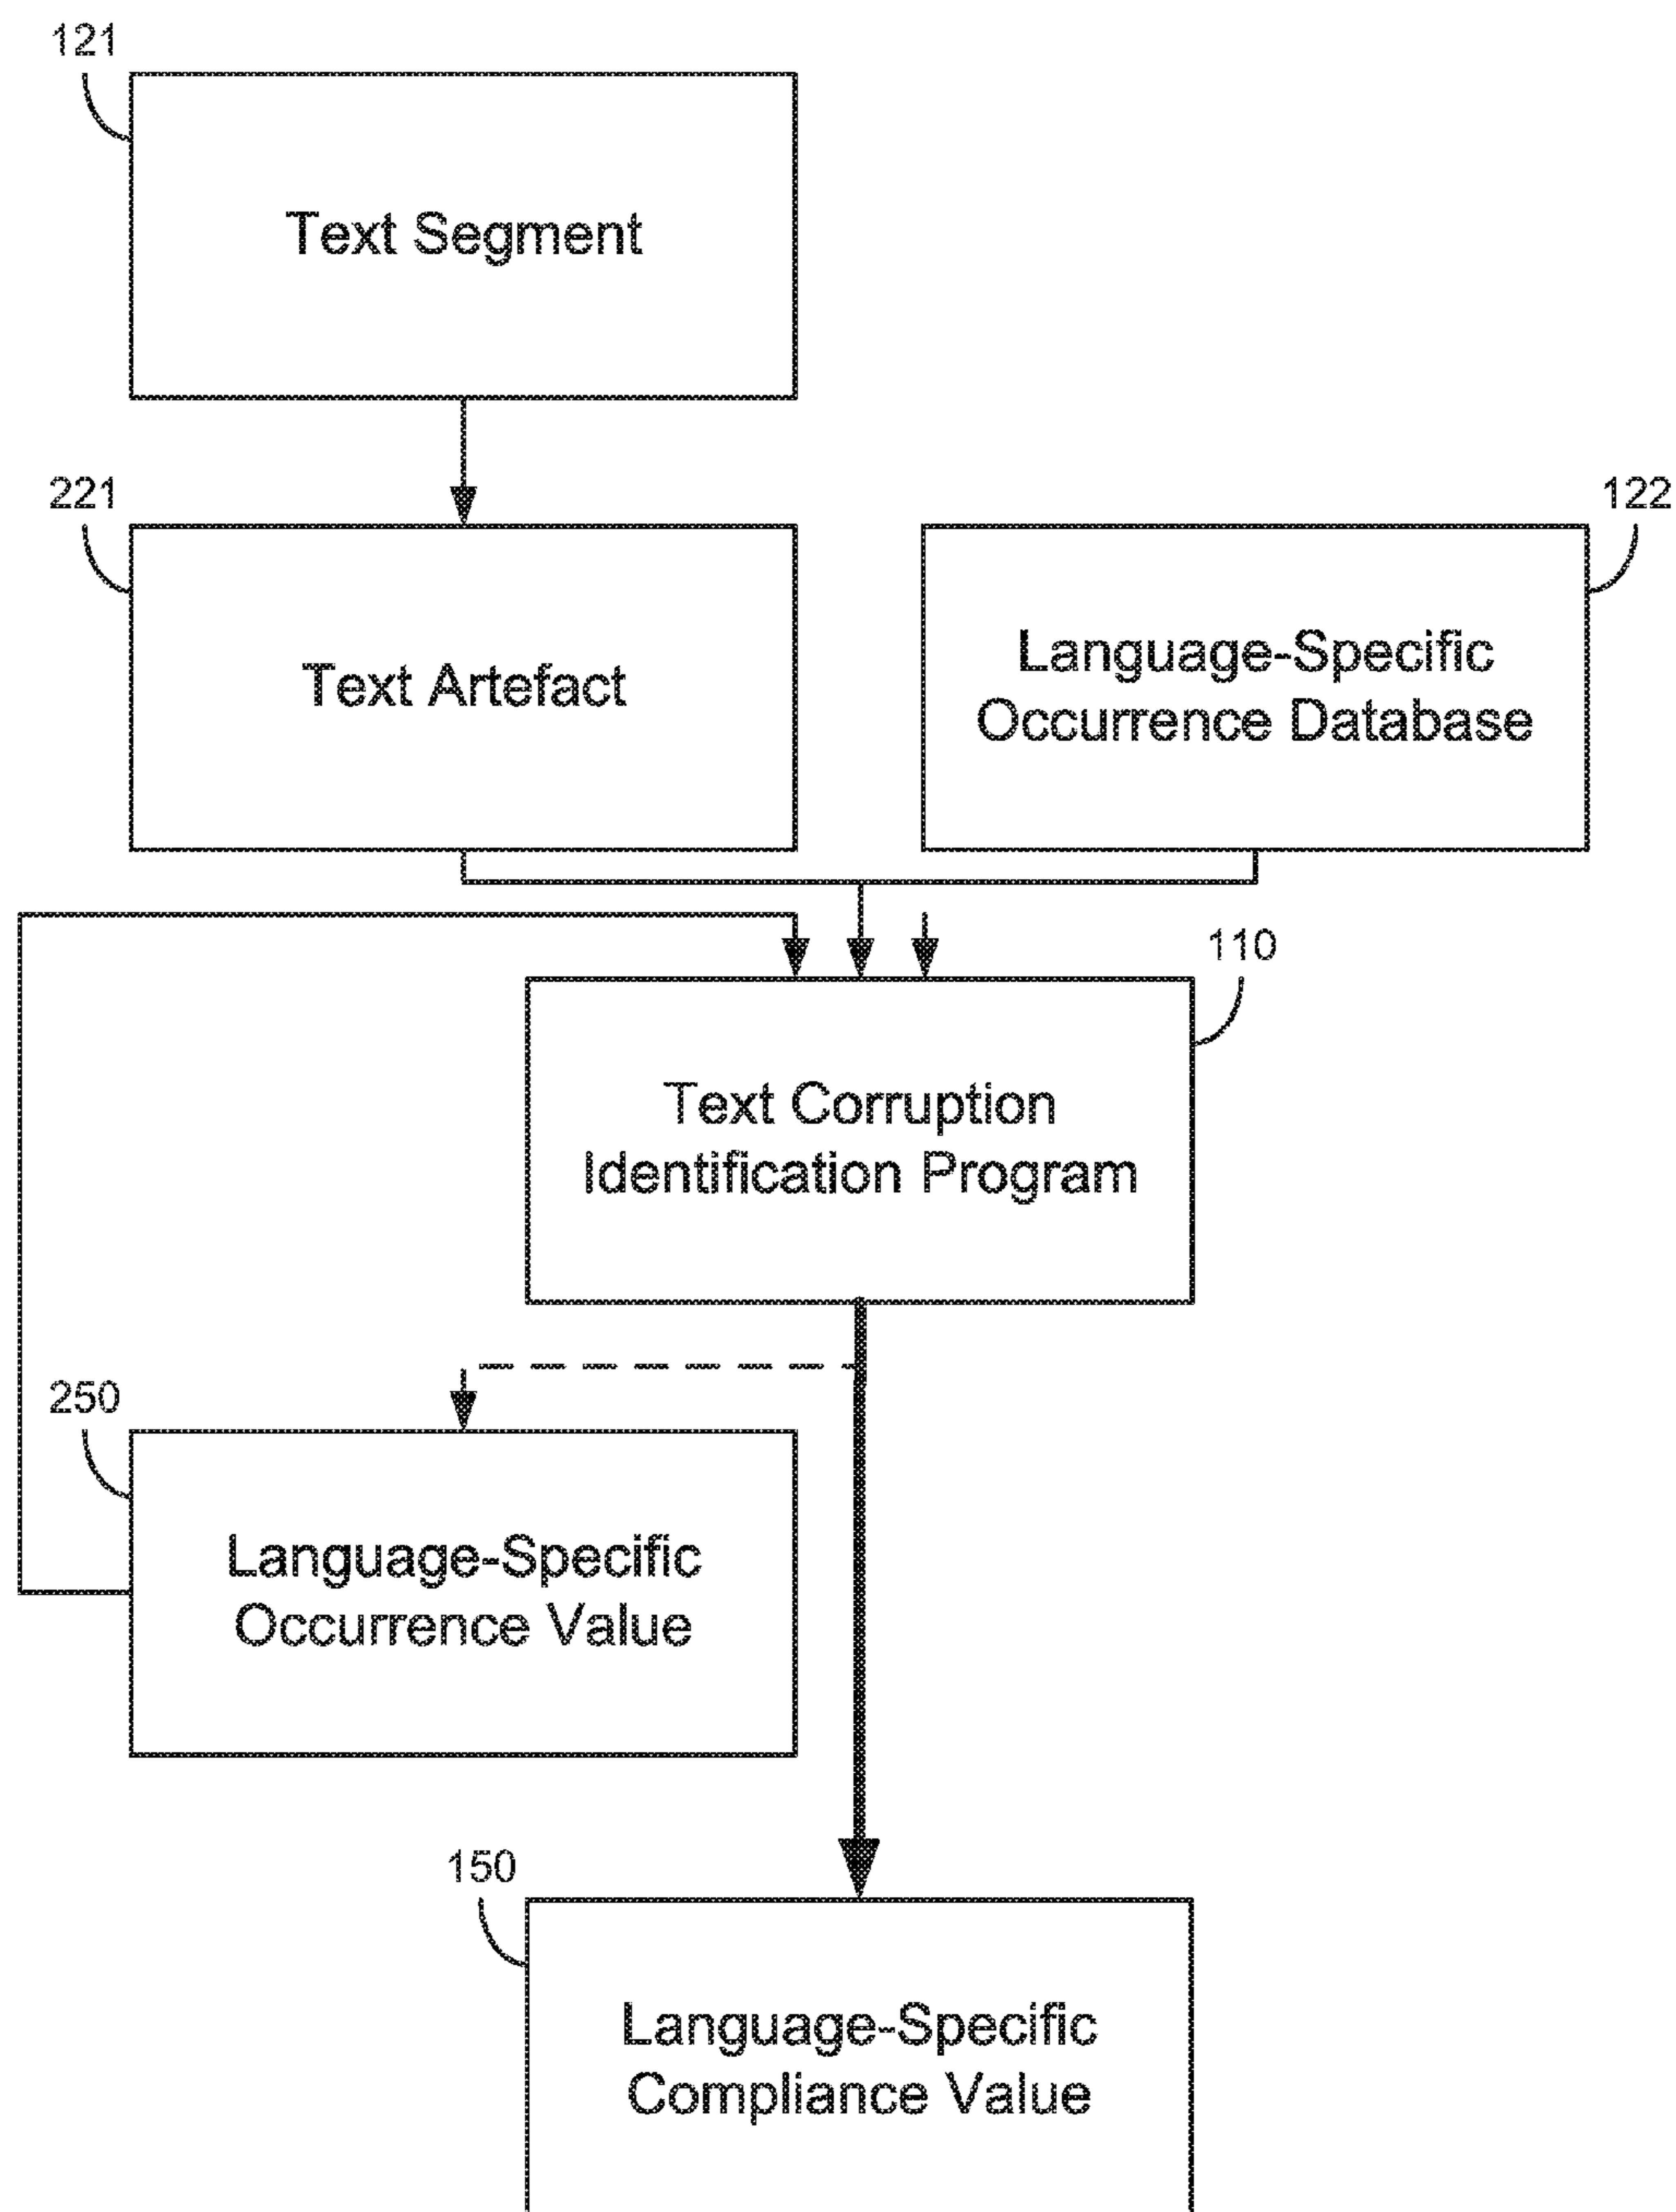 121
Text Segment
221
Text Artefact
122
Language-Specific
Occurrence Database
110
Text Corruption
Identification Program
250
Language-Specific
Occurrence Value
150
Language-Specific
Compliance Value